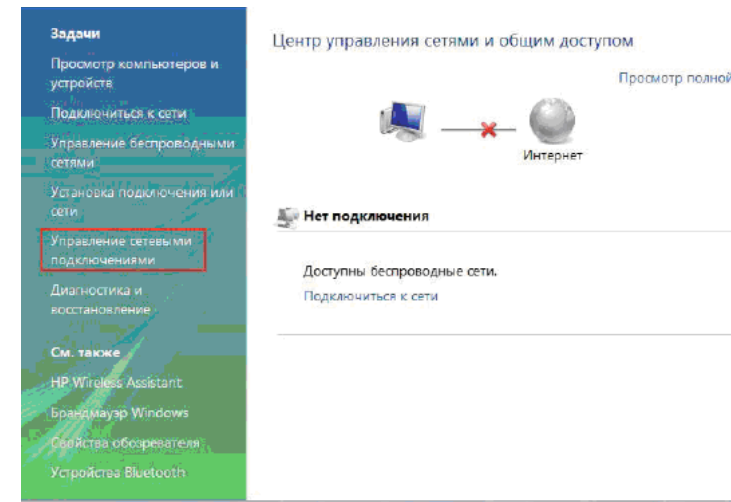 Задачи
Просмотр компьютеров и
устройств
Подключиться к сети
Управление беспроводными
сетями
Установка подключения или
сети
Управление сетевыми
подключениями
Диагностика и
восстановление
См. также
HP Wireless Assistant
Брандмауэр Windows
Свойства обозревателя
Устройства Bluetooth
Центр управления сетями и общим доступом
Просмотр полной
Интернет
Нет подключения
Доступны беспроводные сети.
Подключиться к сети